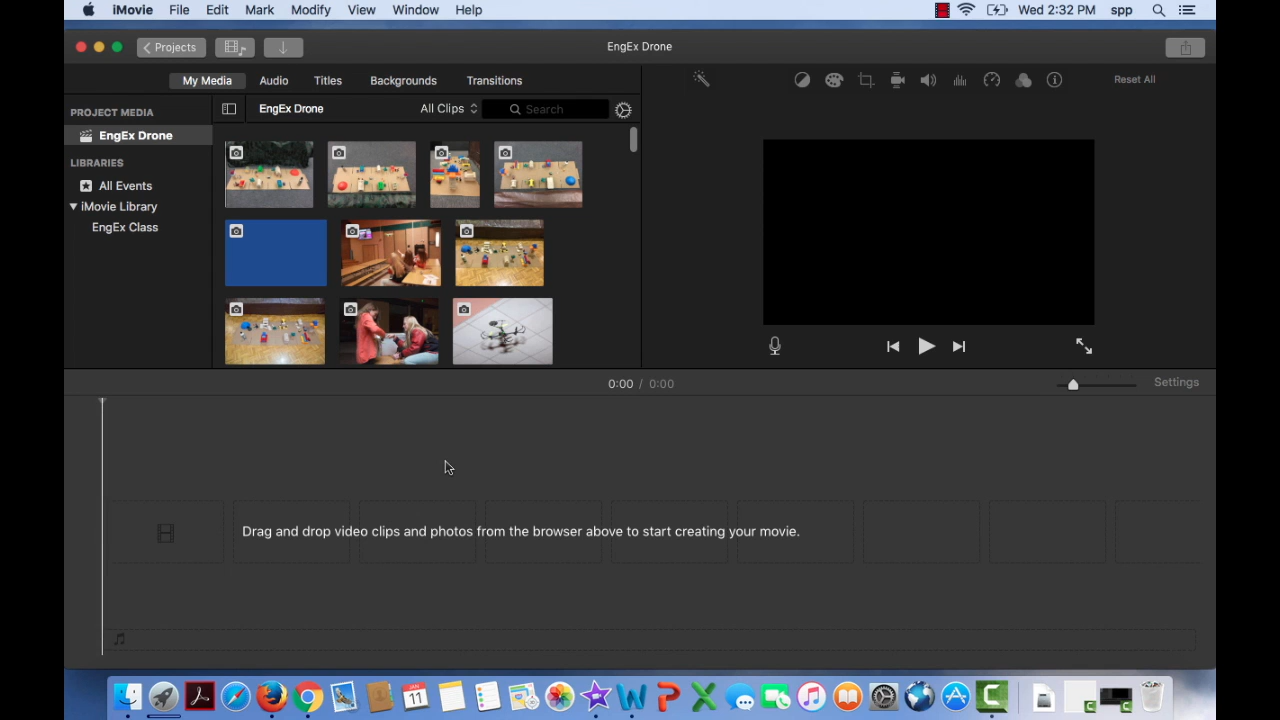 iMovie File Edit Mark Modify View Window Help Wed 2:32 PM spp
Projects EngEx Drone
My Media Audio Titles Backgrounds Transitions Reset All
PROJECT MEDIA EngEx Drone All Clips Search
EngEx Drone
LIBRARIES
All Events
iMovie Library
EngEx Class
0:00 / 0:00 Settings
Drag and drop video clips and photos from the browser above to start creating your movie.
JAN
11